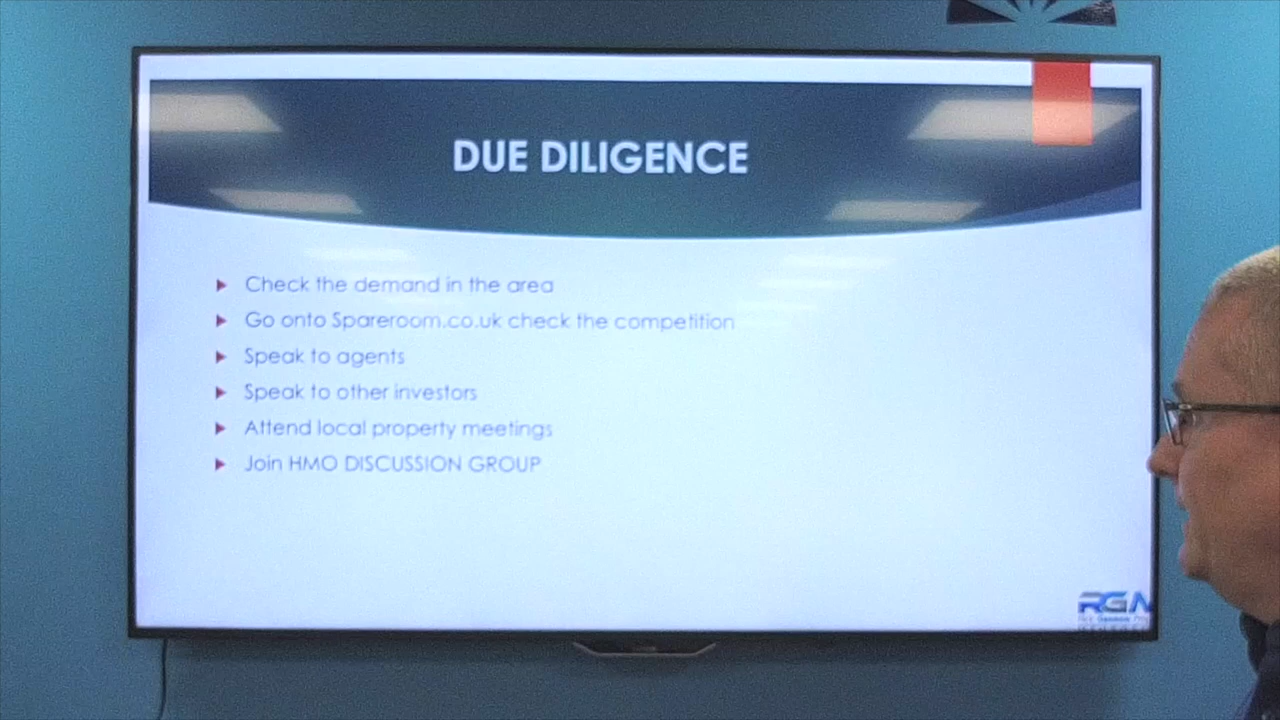 DUE DILIGENCE
Check the demand in the area
Go onto Spareroom.co.uk check the competition
Speak to agents
Speak to other investors
Attend local property meetings
Join HMO DISCUSSION GROUP
RGN